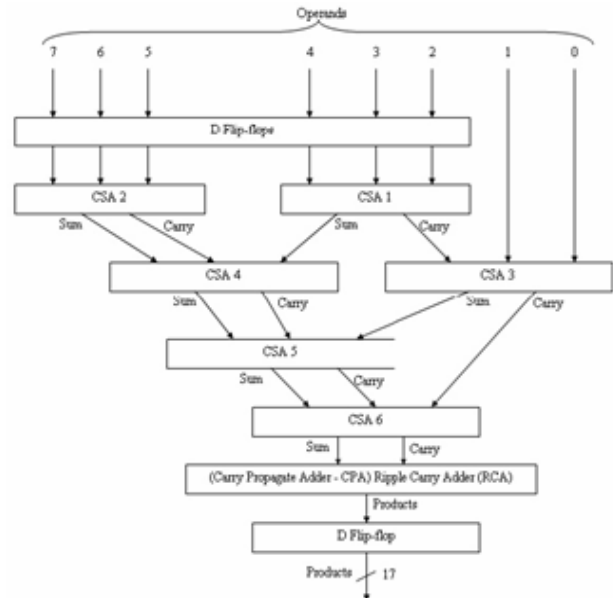 Operands
7 6 5 4 3 2 1 0
D Flip-flops
CSA 2 CSA 1
Sum Carry Sum Carry
CSA 4 CSA 3
Sum Carry Sum Carry
CSA 5
Sum Carry
CSA 6
Sum Carry
(Carry Propagate Adder - CPA) Ripple Carry Adder (RCA)
Products
D Flip-flop
Products 17